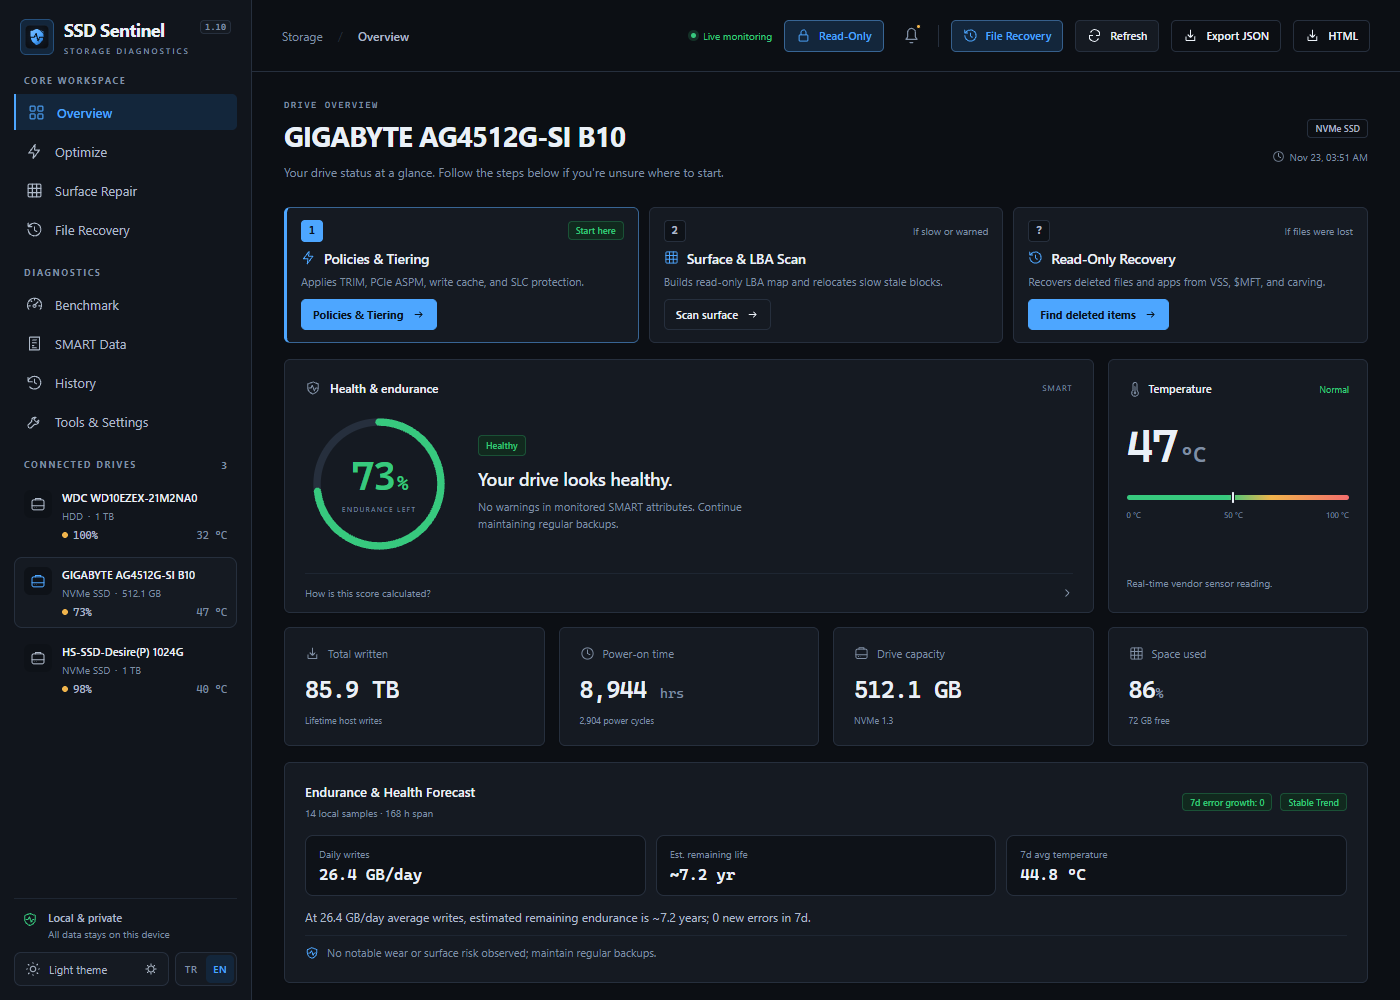 SSD Sentinel
1.10
STORAGE DIAGNOSTICS
CORE WORKSPACE
Overview
Optimize
Surface Repair
File Recovery
DIAGNOSTICS
Benchmark
SMART Data
History
Tools & Settings
CONNECTED DRIVES 3
WDC WD10EZEX-21M2NA0
HDD · 1 TB
100% 32 °C
GIGABYTE AG4512G-SI B10
NVMe SSD · 512.1 GB
73% 47 °C
HS-SSD-Desire(P) 1024G
NVMe SSD · 1 TB
98% 40 °C
Local & private
All data stays on this device
Light theme
TR EN
Storage / Overview
Live monitoring
Read-Only
File Recovery
Refresh
Export JSON
HTML
DRIVE OVERVIEW
GIGABYTE AG4512G-SI B10
Your drive status at a glance. Follow the steps below if you're unsure where to start.
NVMe SSD
Nov 23, 03:51 AM
1 Start here
Policies & Tiering
Applies TRIM, PCIe ASPM, write cache, and SLC protection.
Policies & Tiering →
2 If slow or warned
Surface & LBA Scan
Builds read-only LBA map and relocates slow stale blocks.
Scan surface →
? If files were lost
Read-Only Recovery
Recovers deleted files and apps from VSS, $MFT, and carving.
Find deleted items →
Health & endurance SMART
73%
ENDURANCE LEFT
Healthy
Your drive looks healthy.
No warnings in monitored SMART attributes. Continue
maintaining regular backups.
How is this score calculated?
Temperature Normal
47 °C
0 °C 50 °C 100 °C
Real-time vendor sensor reading.
Total written
85.9 TB
Lifetime host writes
Power-on time
8,944 hrs
2,904 power cycles
Drive capacity
512.1 GB
NVMe 1.3
Space used
86%
72 GB free
Endurance & Health Forecast
14 local samples · 168 h span
7d error growth: 0
Stable Trend
Daily writes
26.4 GB/day
Est. remaining life
~7.2 yr
7d avg temperature
44.8 °C
At 26.4 GB/day average writes, estimated remaining endurance is ~7.2 years; 0 new errors in 7d.
No notable wear or surface risk observed; maintain regular backups.